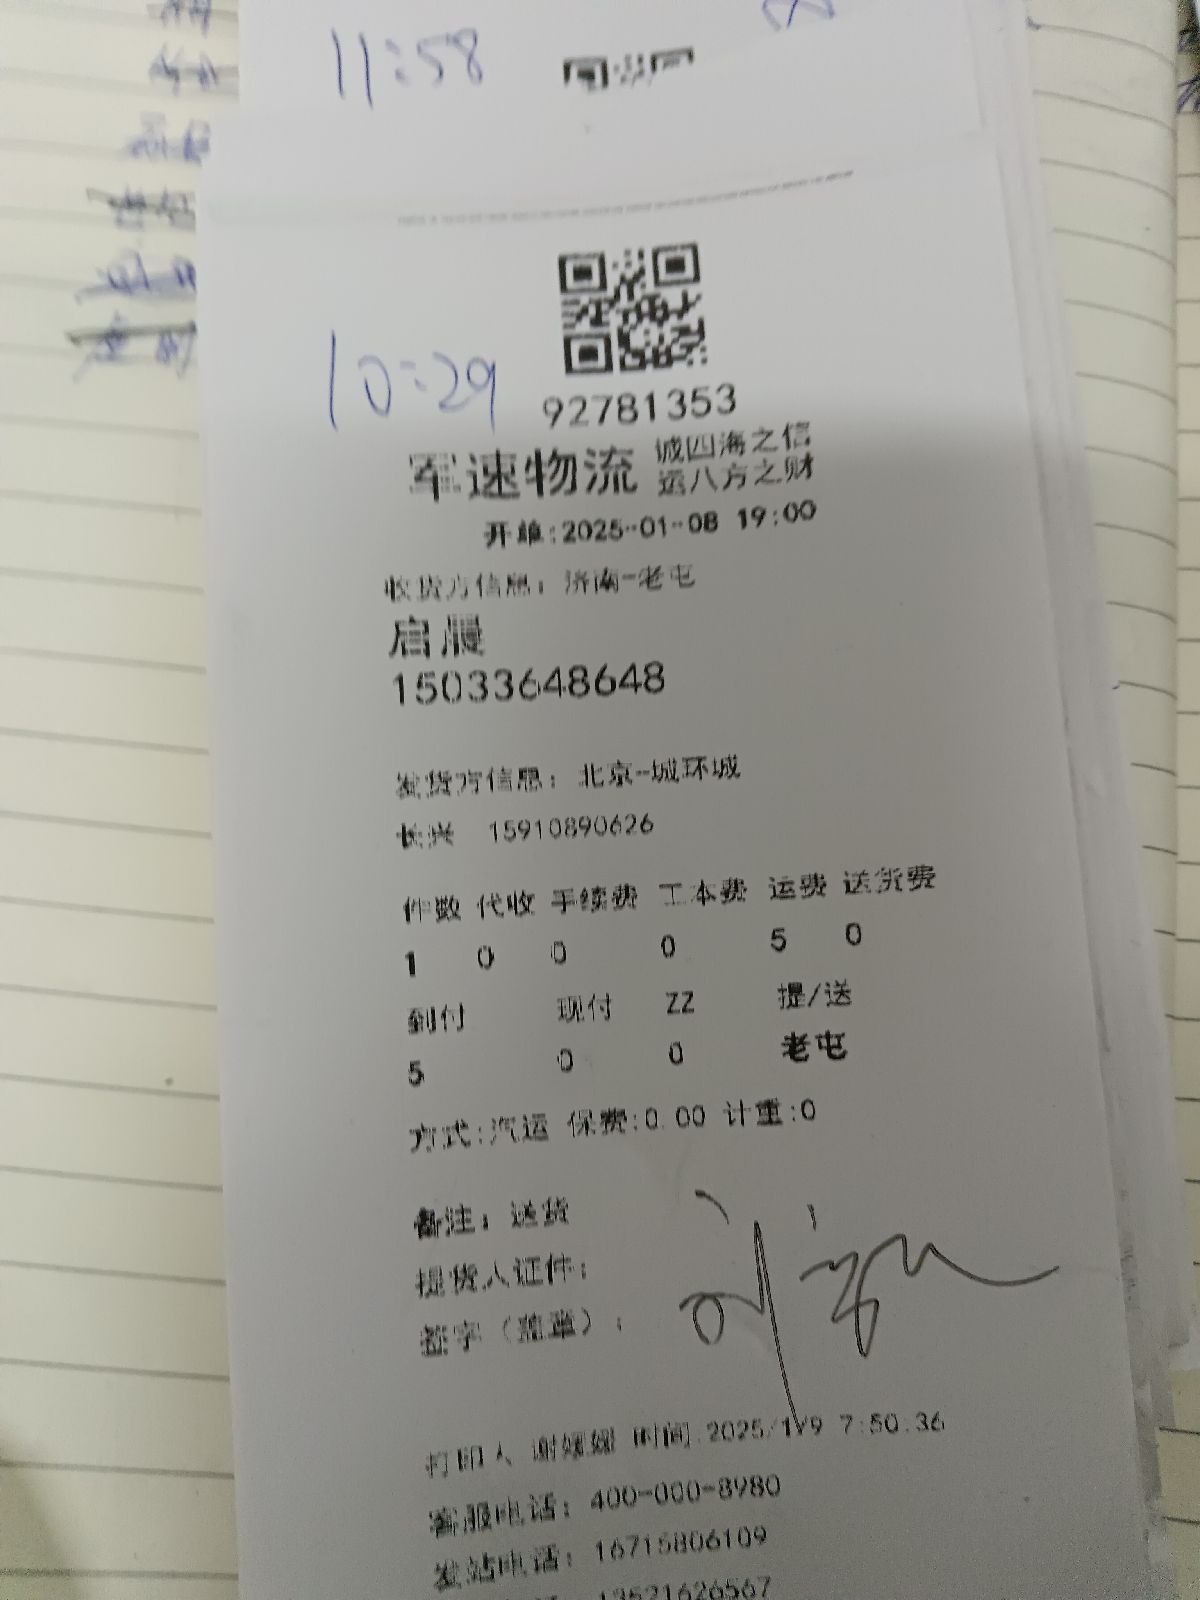 11:58
10:29
92781353
军速物流 诚四海之信
运八方之财
开单:2025-01-08 19:00
收货方信息: 济南-老屯
启晨
15033648648
发货方信息: 北京-城环城
长兴 15910890626
件数 代收 手续费 工本费 运费 送货费
1 0 0 0 5 0
到付 现付 ZZ 提/送
5 0 0 老屯
方式:汽运 保费:0.00 计重:0
备注: 送货
提货人证件:
签字（盖章）:
打印人 谢媛媛 时间:2025/1/9 7:50:36
客服电话: 400-000-8980
发站电话: 16715806109
13521626567